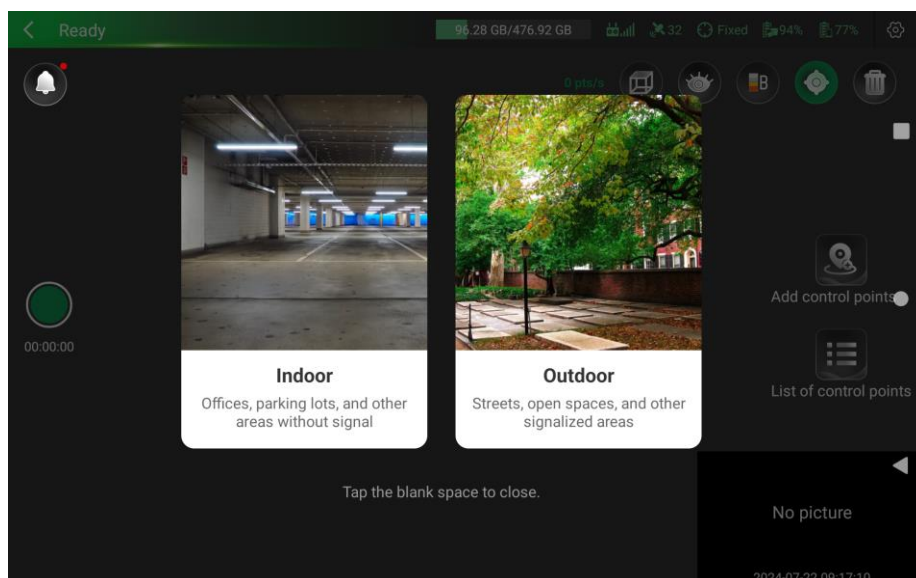 Ready
96.28 GB/476.92 GB
32
Fixed
94%
77%
0 pts/s
B
Indoor
Offices, parking lots, and other
areas without signal
Outdoor
Streets, open spaces, and other
signalized areas
00:00:00
Add control points
List of control points
Tap the blank space to close.
No picture
2024-07-22 09:17:10